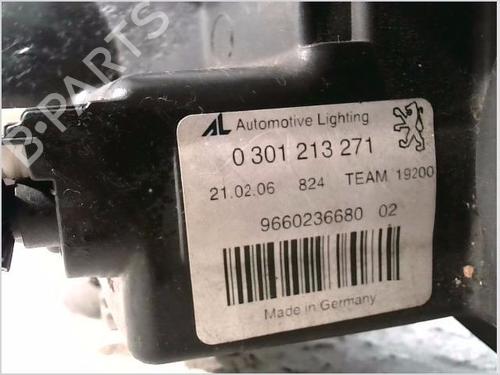 AL Automotive Lighting
0 301 213 271
21.02.06 824 TEAM 19200
9660236680 02
Made in Germany
B-PARTS